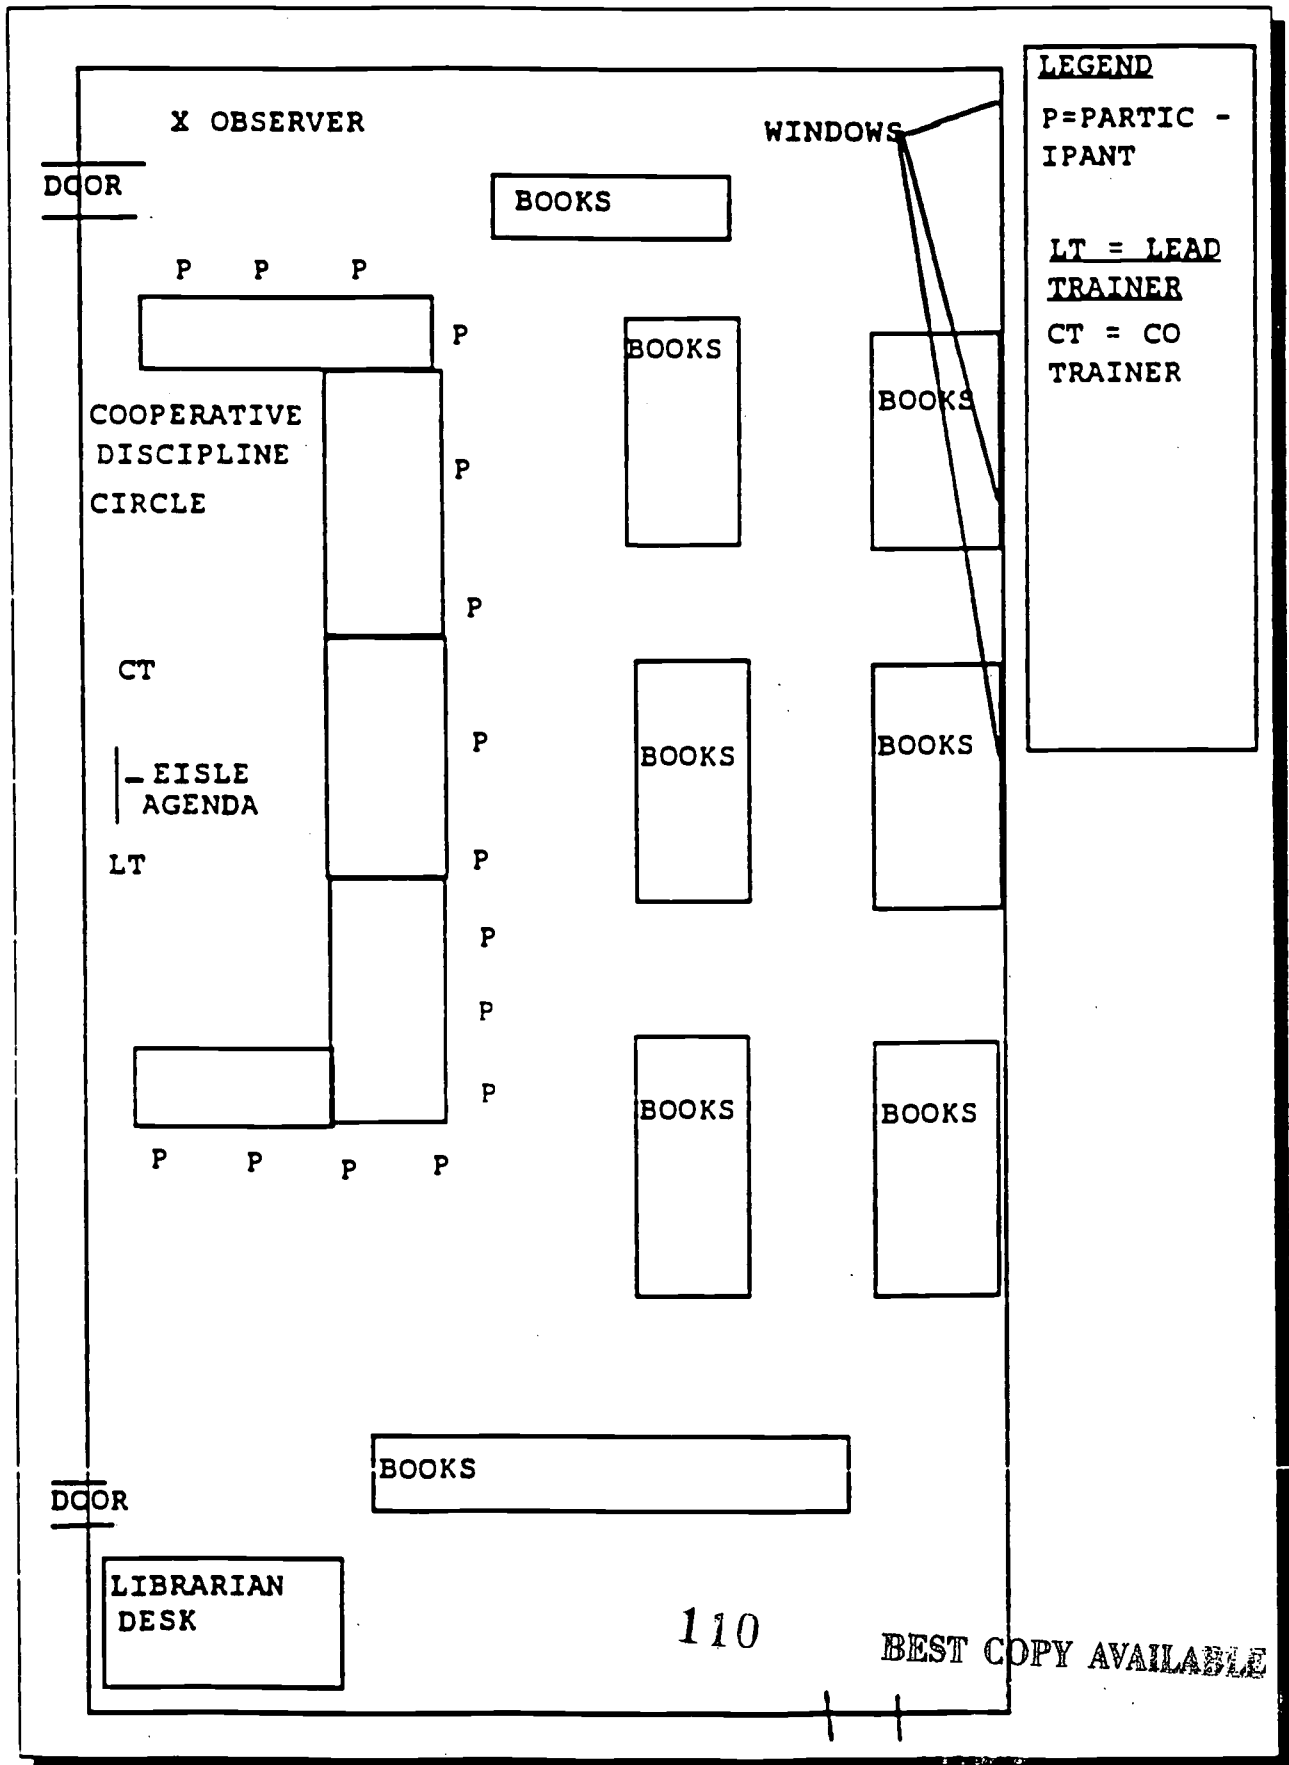 X OBSERVER
WINDOWS
DOOR
BOOKS
P P P
P
BOOKS
BOOKS
COOPERATIVE
DISCIPLINE
CIRCLE
P
P
CT
P
BOOKS
BOOKS
EISLE
AGENDA
LT
P
P
P
P
BOOKS
BOOKS
P P P P
BOOKS
DOOR
LIBRARIAN
DESK
LEGEND
P=PARTIC -
IPANT
LT = LEAD
TRAINER
CT = CO
TRAINER
110
BEST COPY AVAILABLE